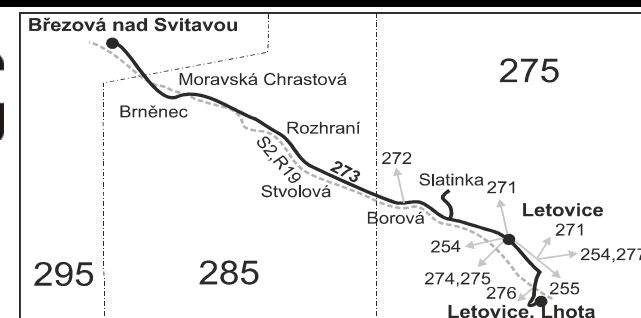 Březová nad Svitavou
275
Moravská Chrastová
Brněnec
Rozhraní
S2,R19
273
272
Stvolová
Slatinka
271
Borová
Letovice
271
254
254,277
295
285
274,275
276
255
Letovice, Lhota